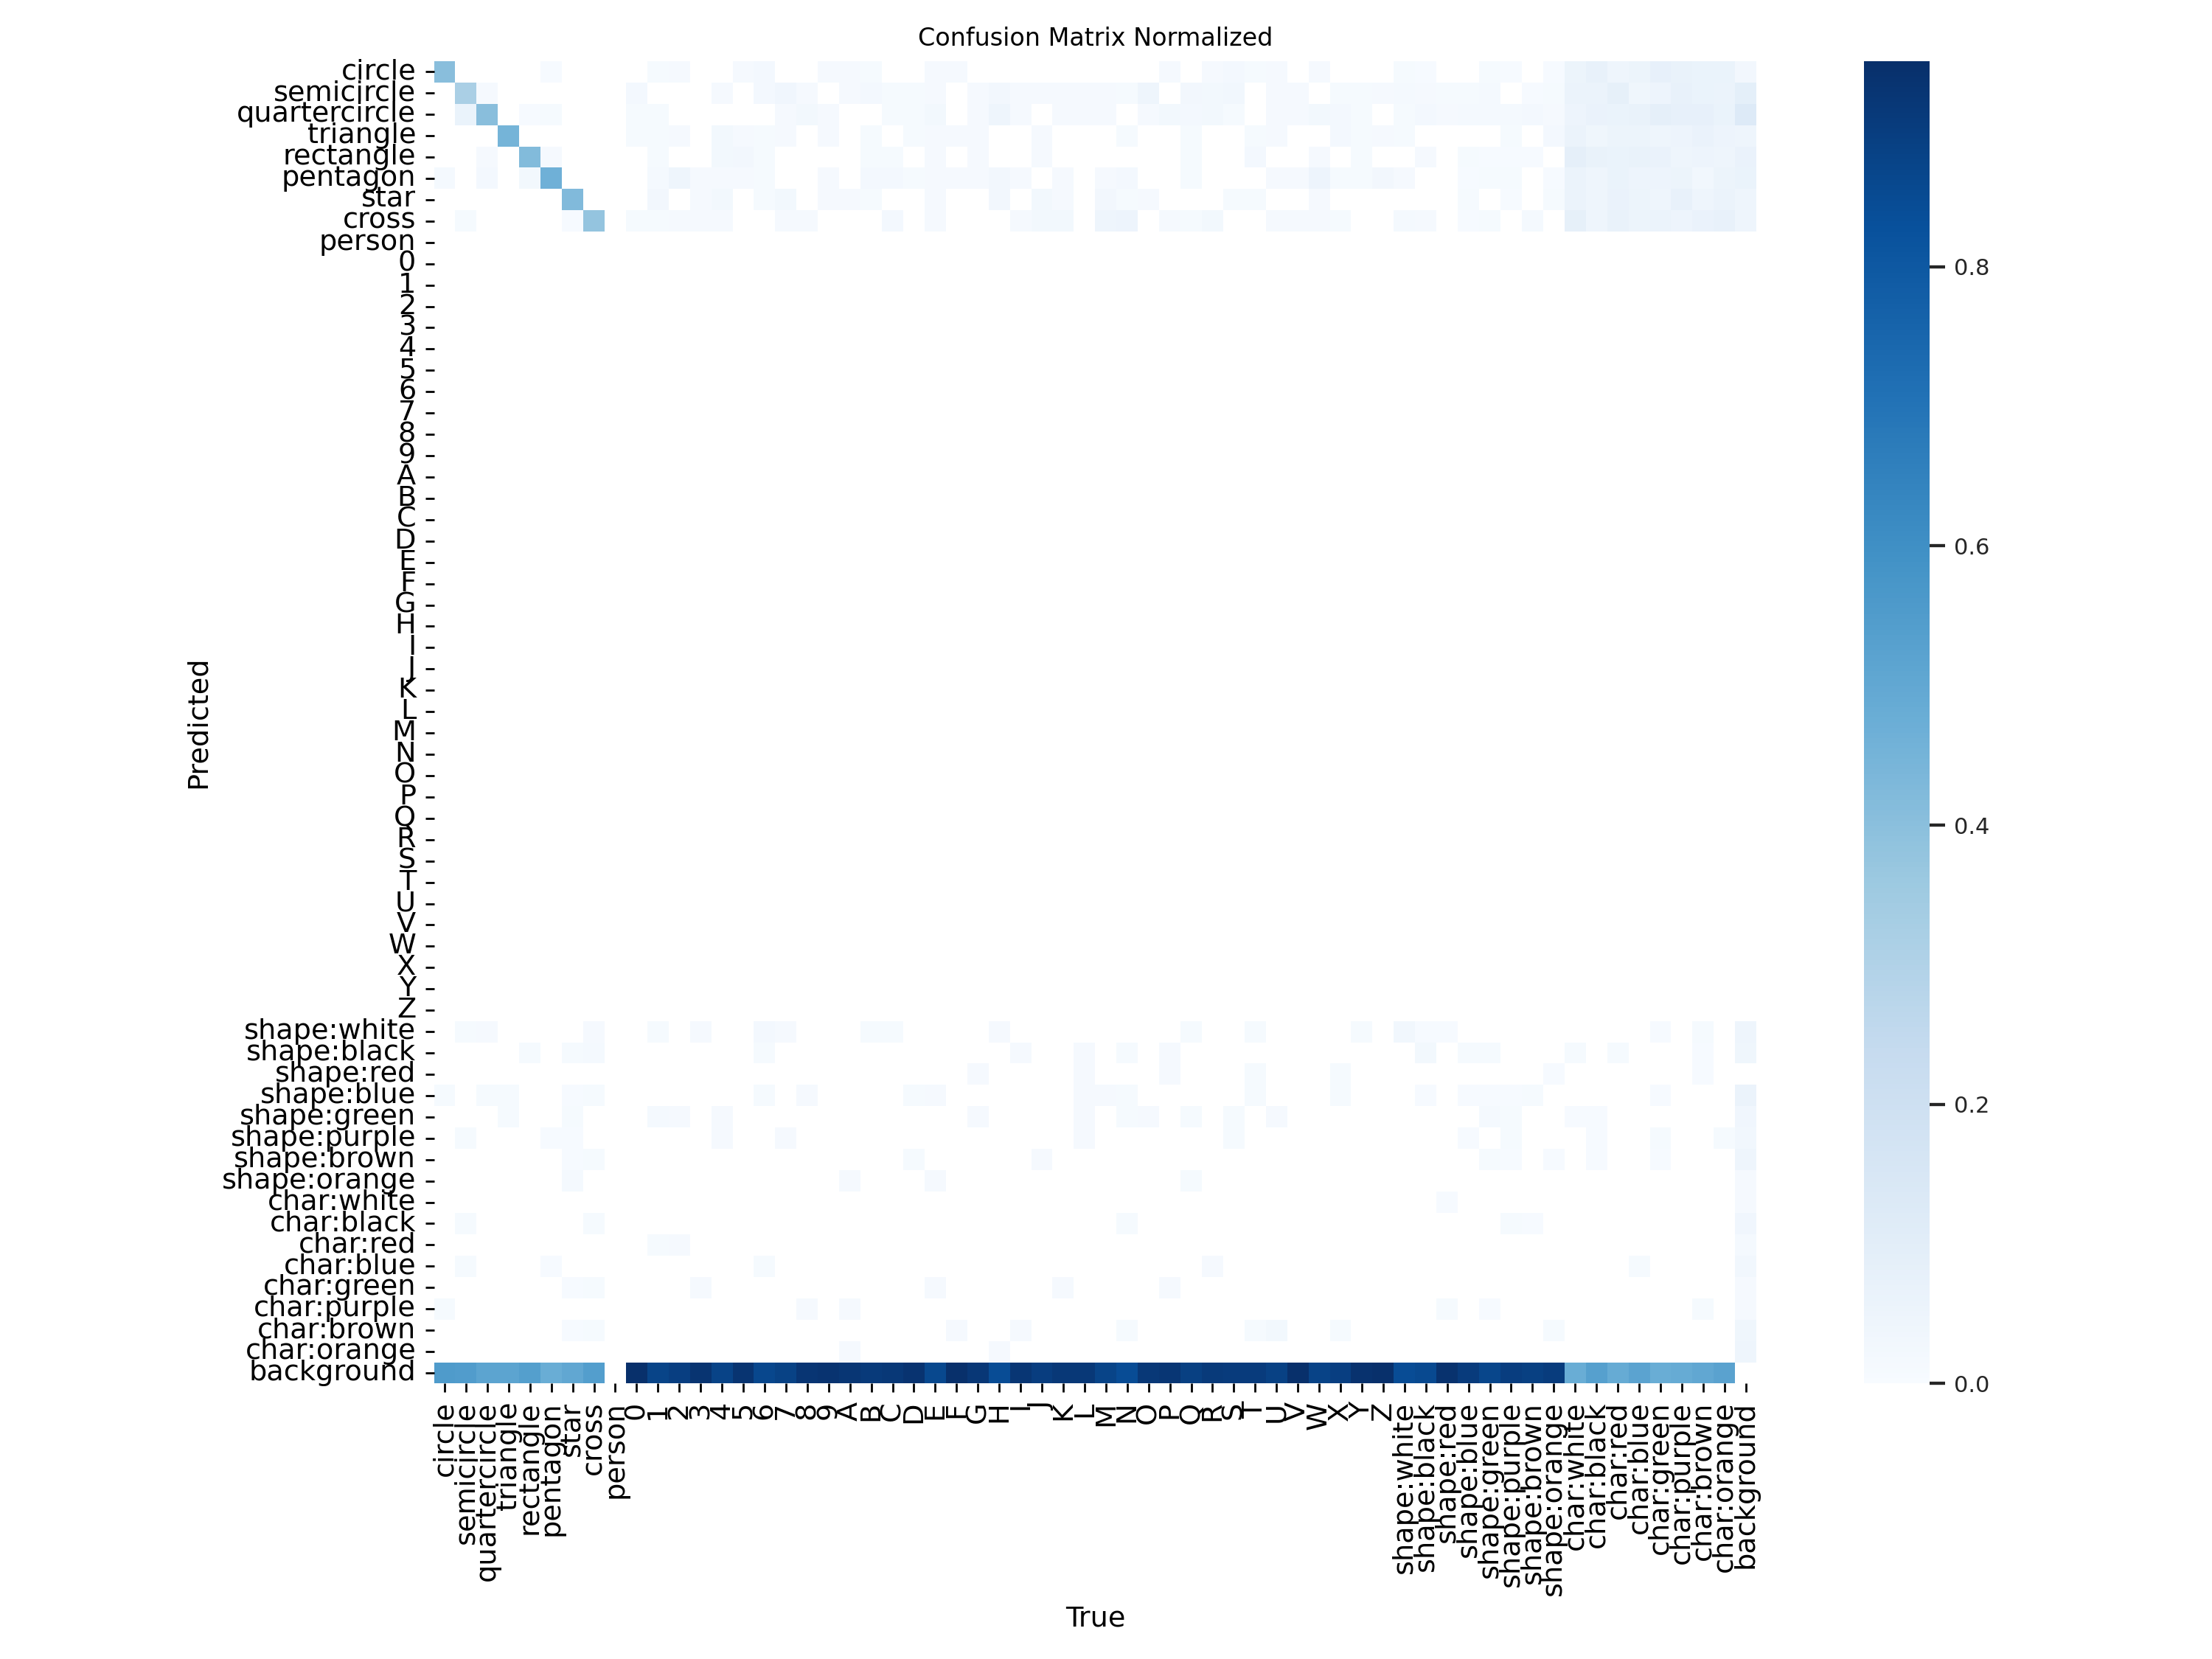 Confusion Matrix Normalized
circle
semicircle
quartercircle
triangle
rectangle
pentagon
star
cross
person
0
1
2
3
4
5
6
7
8
9
A
B
C
D
E
F
G
H
I
J
K
L
M
N
O
P
Q
R
S
T
U
V
W
X
Y
Z
shape:white
shape:black
shape:red
shape:blue
shape:green
shape:purple
shape:brown
shape:orange
char:white
char:black
char:red
char:blue
char:green
char:purple
char:brown
char:orange
background
Predicted
circle
semicircle
quartercircle
triangle
rectangle
pentagon
star
cross
person
0
1
2
3
4
5
6
7
8
9
A
B
C
D
E
F
G
H
I
J
K
L
M
N
O
P
Q
R
S
T
U
V
W
X
Y
Z
shape:white
shape:black
shape:red
shape:blue
shape:green
shape:purple
shape:brown
shape:orange
char:white
char:black
char:red
char:blue
char:green
char:purple
char:brown
char:orange
background
True
0.8
0.6
0.4
0.2
0.0